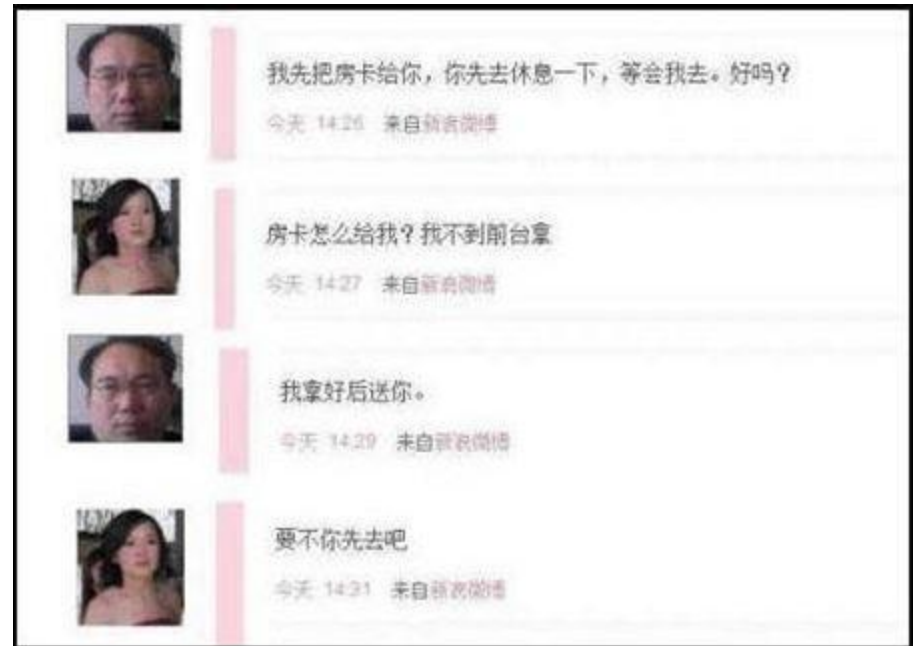 我先把房卡给你，你先去休息一下，等会我去。好吗？
今天 14:26 来自新浪微博
房卡怎么给我？我不到前台拿
今天 14:27 来自新浪微博
我拿好后送你。
今天 14:29 来自新浪微博
要不你先去吧
今天 14:31 来自新浪微博